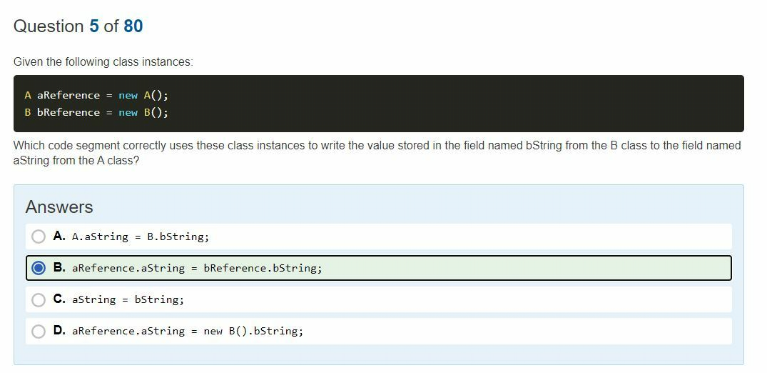 Question 5 of 80
Given the following class instances:
A aReference = new A();
B bReference = new B();
Which code segment correctly uses these class instances to write the value stored in the field named bString from the B class to the field named
aString from the A class?
Answers
A. A.aString = B.bString;
B. aReference.aString = bReference.bString;
C. aString = bString;
D. aReference.aString = new B().bString;